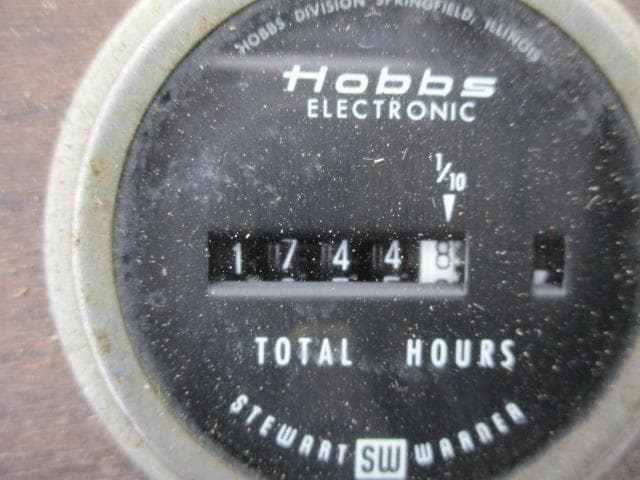 HOBBS DIVISION SPRINGFIELD, ILLINOIS
Hobbs
ELECTRONIC
1/10
1 7 4 4 8
TOTAL HOURS
STEWART SW WARNER